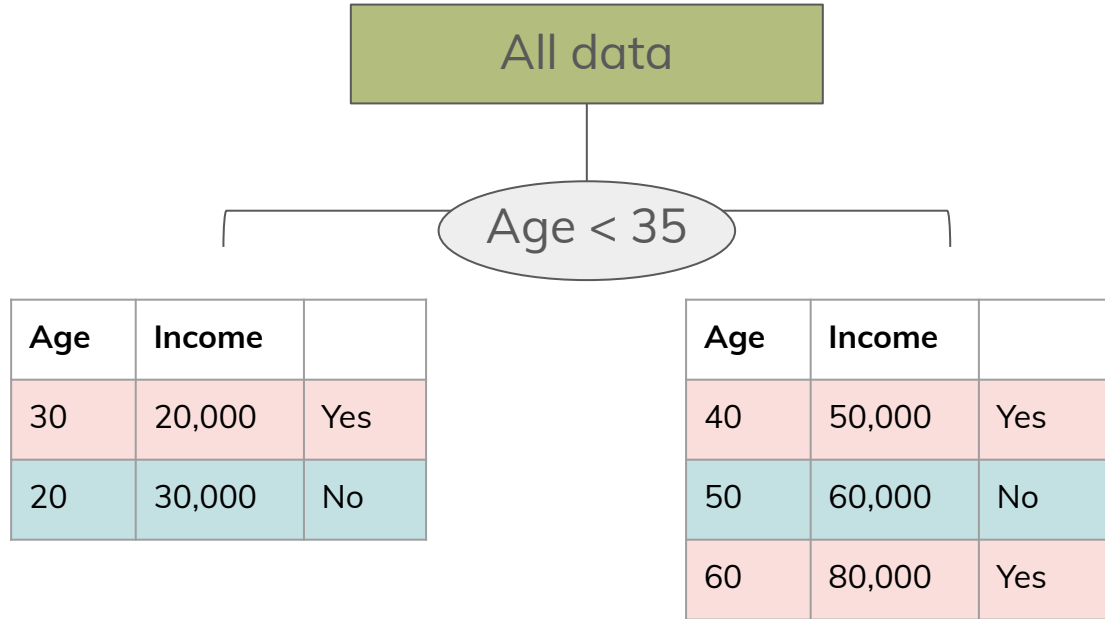 All data
Age < 35
Age Income
30 20,000 Yes
20 30,000 No
Age Income
40 50,000 Yes
50 60,000 No
60 80,000 Yes